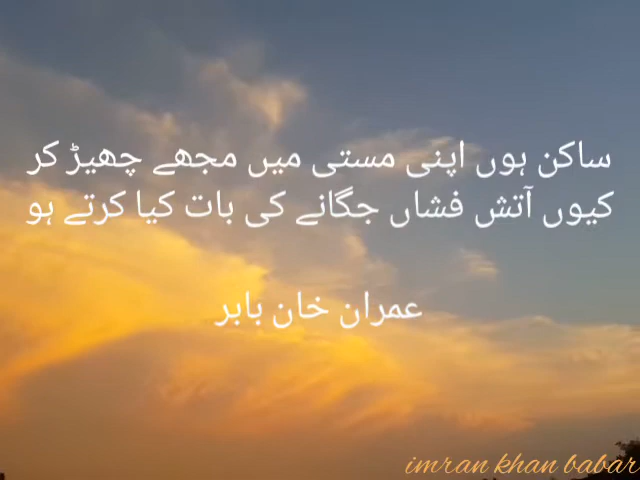 ساکن ہوں اپنی مستی میں مجھے چھیڑ کر
کیوں آتش فشاں جگانے کی بات کیا کرتے ہو
عمران خان بابر
imran khan babar